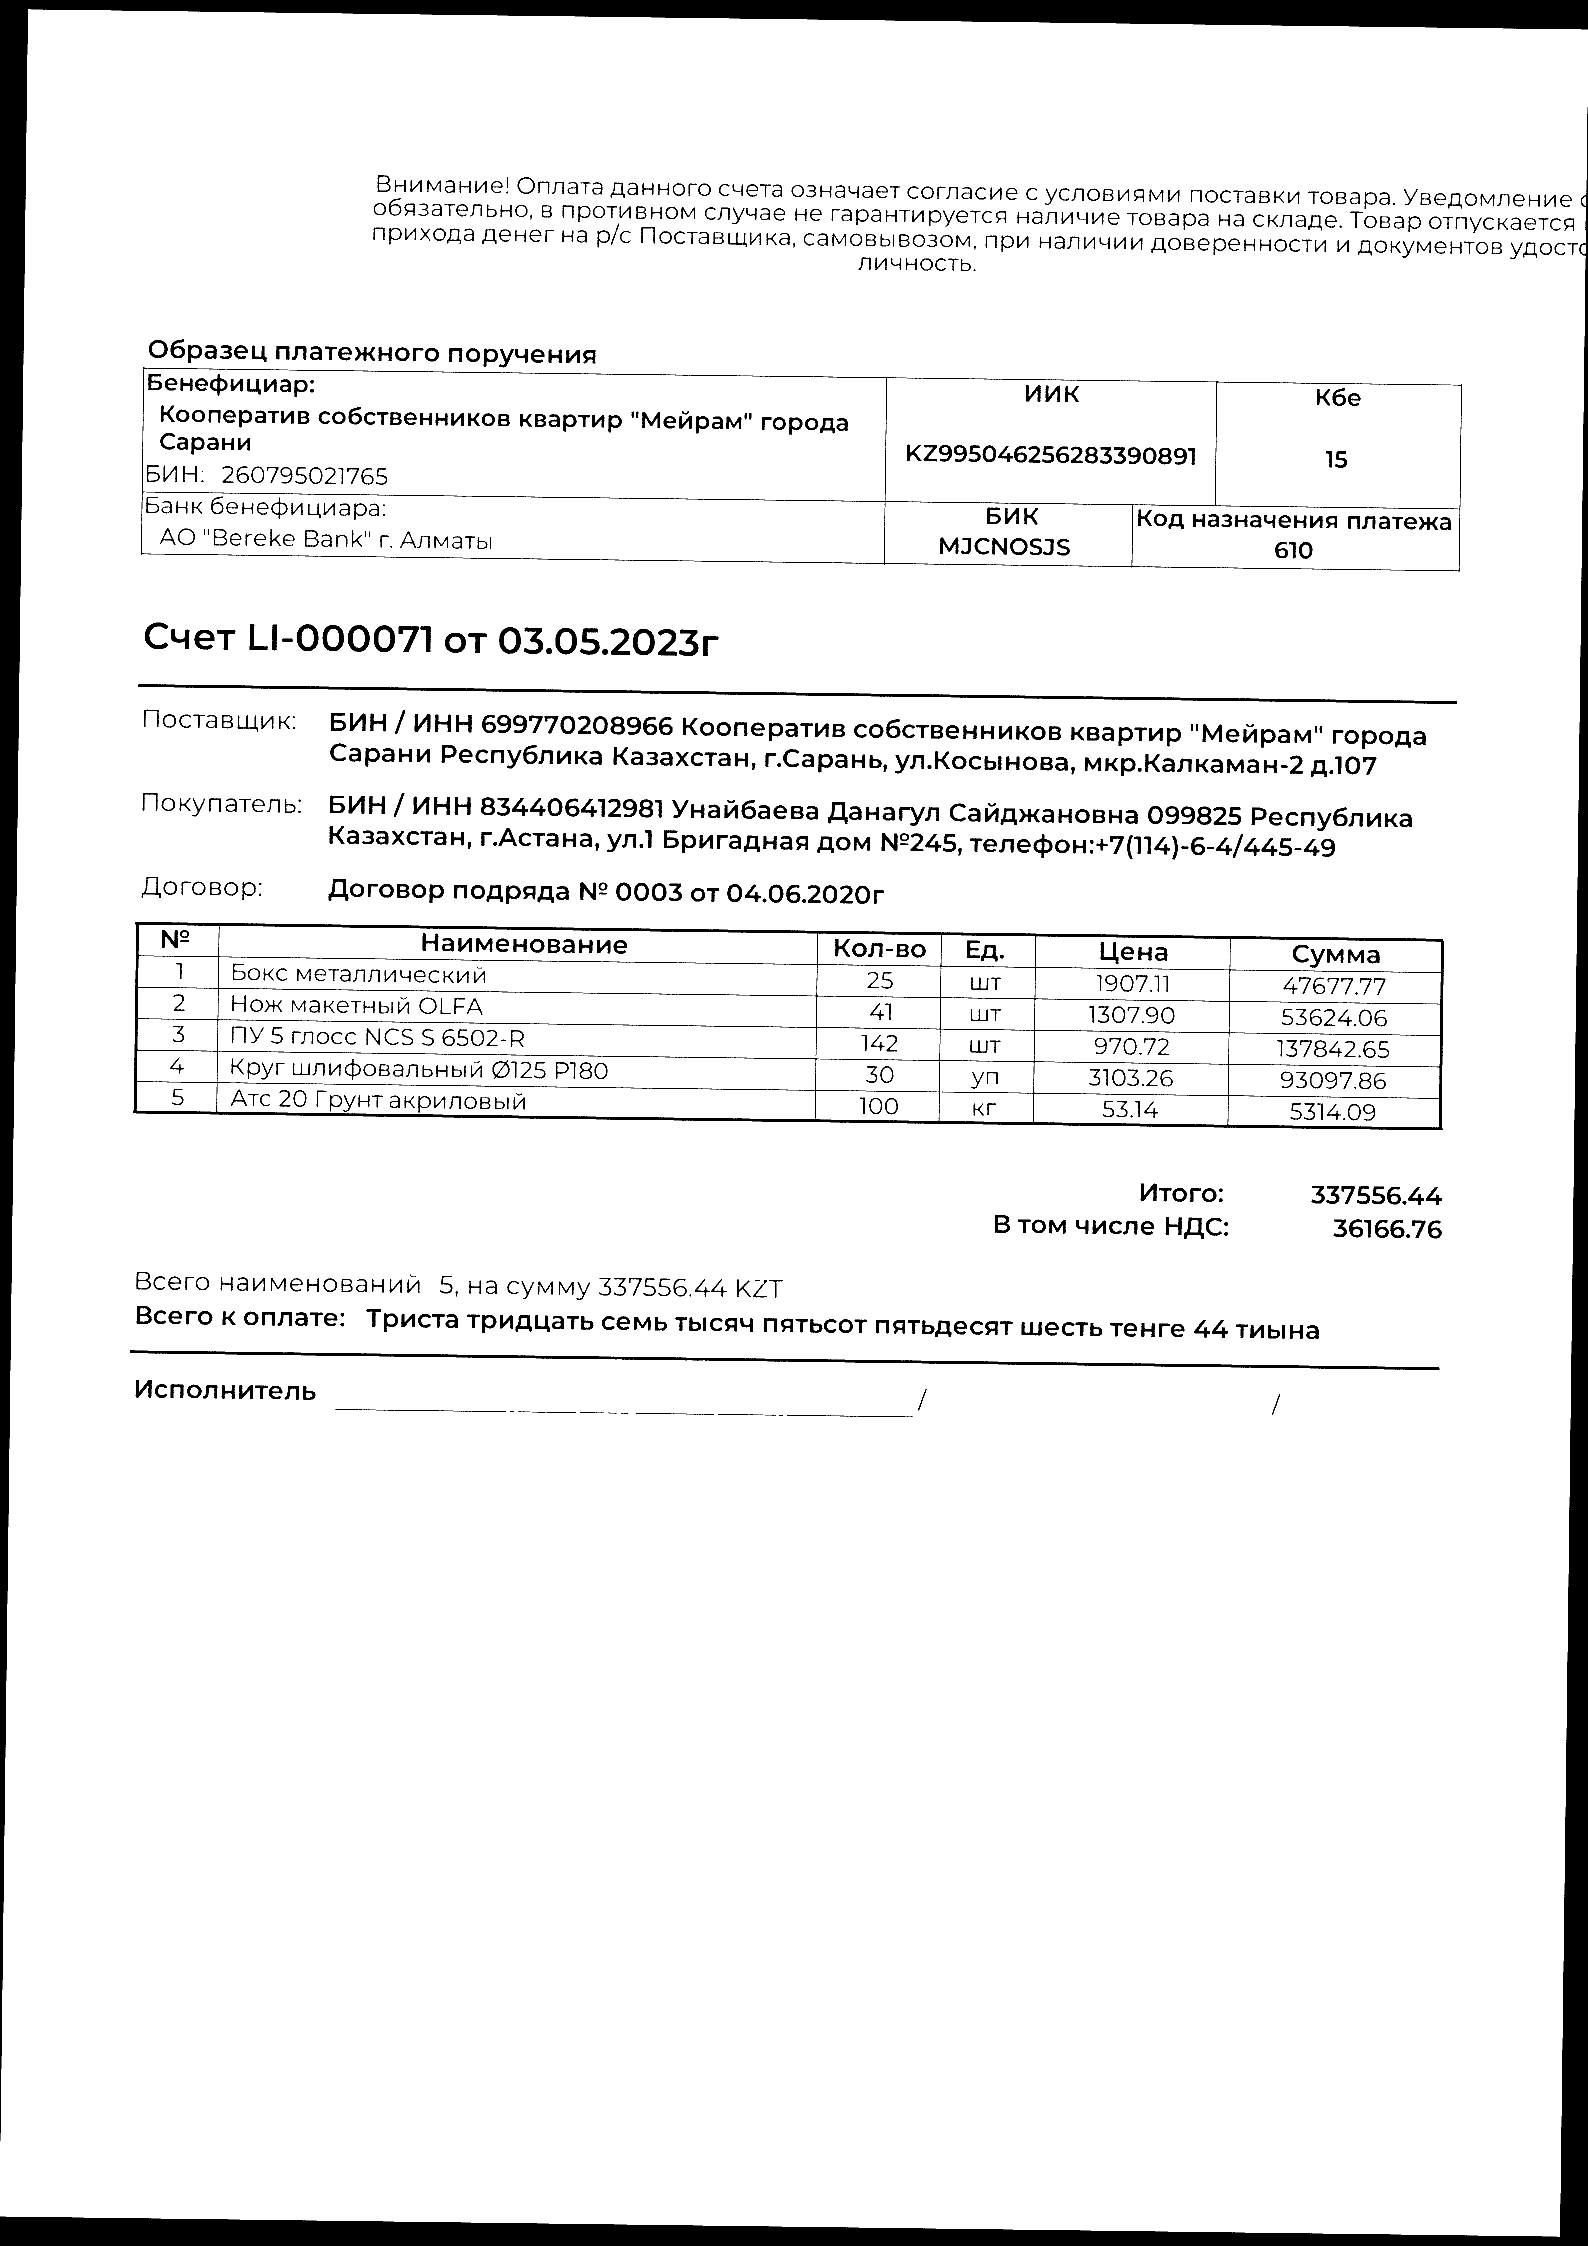 Внимание! Оплата данного счета означает согласие с условиями поставки товара. Уведомление
обязательно, в противном случае не гарантируется наличие товара на складе. Товар отпускается
прихода денег на р/с Поставщика, самовывозом, при наличии доверенности и документов
личность.
Образец платежного поручения
Бенефициар: ИИК Кбе
Кооператив собственников квартир "Мейрам" города
Сарани
KZ995046256283390891 15
БИН: 260795021765
Банк бенефициара: БИК Код назначения платежа
АО "Bereke Bank" г. Алматы MJCNOSJS 610
Счет LI-000071 от 03.05.2023г
Поставщик: БИН / ИНН 699770208966 Кооператив собственников квартир "Мейрам" города
Сарани Республика Казахстан, г.Сарань, ул.Косынова, мкр.Калкаман-2 д.107
Покупатель: БИН / ИНН 834406412981 Унайбаева Данагул Сайджановна 099825 Республика
Казахстан, г.Астана, ул.1 Бригадная дом №245, телефон:+7(114)-6-4/445-49
Договор: Договор подряда № 0003 от 04.06.2020г
№ Наименование Кол-во Ед. Цена Сумма
1 Бокс металлический 25 шт 1907.11 47677.77
2 Нож макетный OLFA 41 шт 1307.90 53624.06
3 ПУ 5 глосс NCS S 6502-R 142 шт 970.72 137842.65
4 Круг шлифовальный Ø125 P180 30 уп 3103.26 93097.86
5 Атс 20 Грунт акриловый 100 кг 53.14 5314.09
Итого: 337556.44
В том числе НДС: 36166.76
Всего наименований 5, на сумму 337556.44 KZT
Всего к оплате: Триста тридцать семь тысяч пятьсот пятьдесят шесть тенге 44 тиына
Исполнитель / /